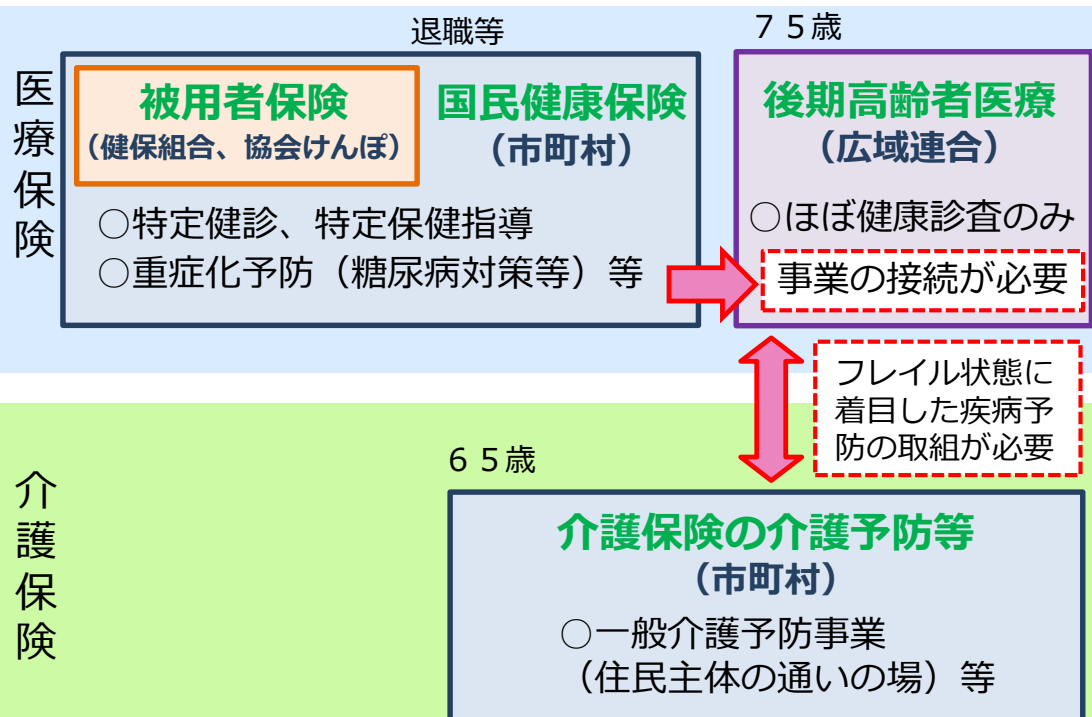 医療保険
退職等
被用者保険
（健保組合、協会けんぽ）
国民健康保険
（市町村）
○特定健診、特定保健指導
○重症化予防（糖尿病対策等）等
７５歳
後期高齢者医療
（広域連合）
○ほぼ健康診査のみ
事業の接続が必要
フレイル状態に
着目した疾病予
防の取組が必要
介護保険
６５歳
介護保険の介護予防等
（市町村）
○一般介護予防事業
（住民主体の通いの場）等